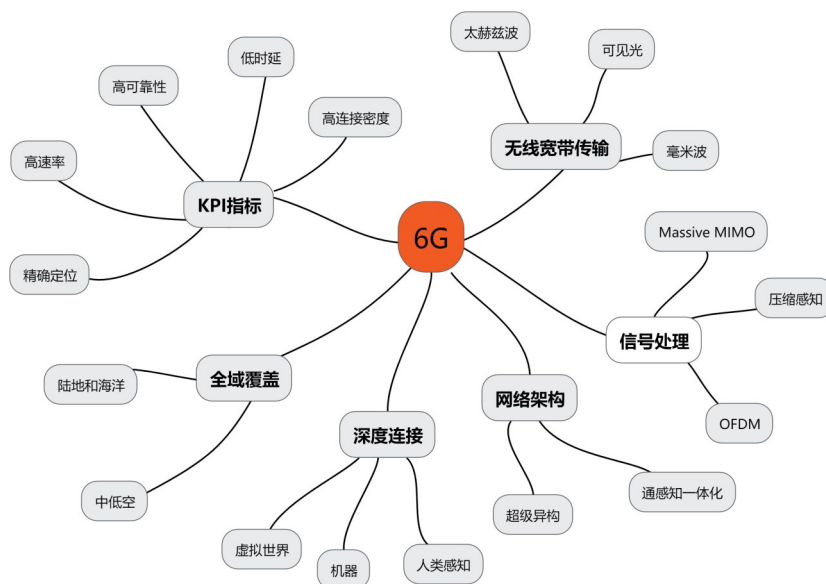 6G
KPI指标
低时延
高可靠性
高连接密度
高速率
精确定位
无线宽带传输
太赫兹波
可见光
毫米波
信号处理
Massive MIMO
压缩感知
OFDM
网络架构
超级异构
通感知一体化
深度连接
虚拟世界
机器
人类感知
全域覆盖
陆地和海洋
中低空